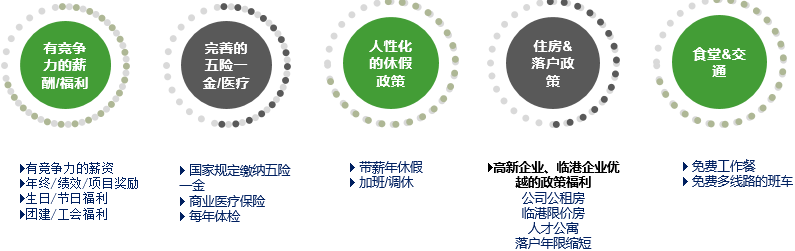 有竞争
力的薪
酬/福利
完善的
五险一
金/医疗
人性化
的休假
政策
住房&
落户政
策
食堂&交
通
有竞争力的薪资
年终/绩效/项目奖励
生日/节日福利
团建/工会福利
国家规定缴纳五险
一金
商业医疗保险
每年体检
带薪年休假
加班/调休
高新企业、临港企业优
越的政策福利
公司公租房
临港限价房
人才公寓
落户年限缩短
免费工作餐
免费多线路的班车